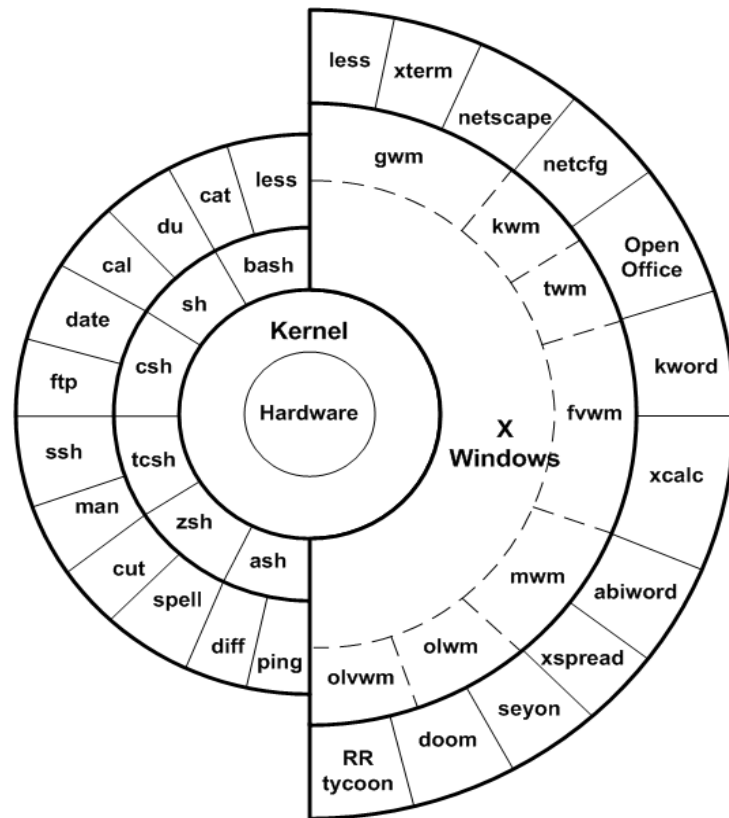 less
xterm
netscape
netcfg
Open
Office
kword
xcalc
abiword
xspread
seyon
doom
RR
tycoon
gwm
kwm
twm
fvwm
mwm
olwm
olvwm
X
Windows
Kernel
Hardware
bash
sh
csh
tcsh
zsh
ash
less
cat
du
cal
date
ftp
ssh
man
cut
spell
diff
ping